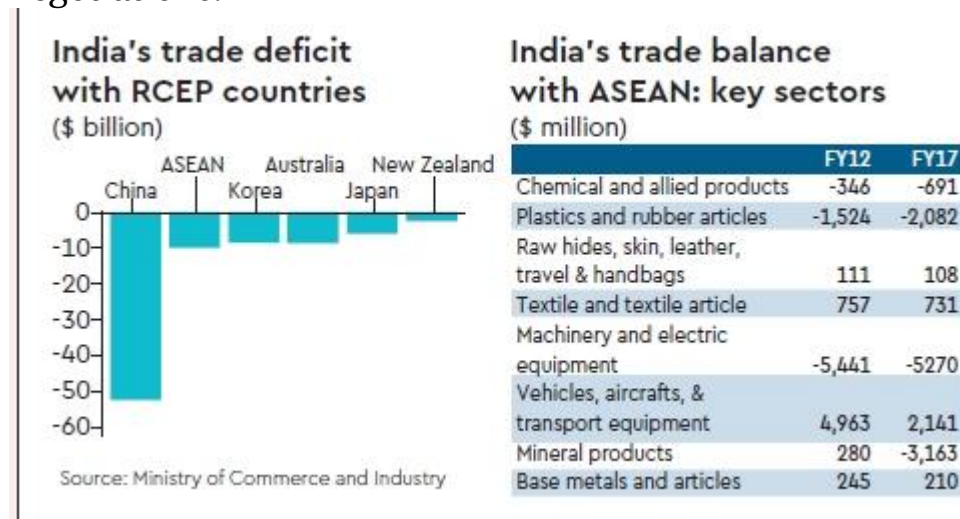 India's trade deficit
with RCEP countries
($ billion)
ASEAN Australia New Zealand
China Korea Japan
0
-10
-20
-30
-40
-50
-60
Source: Ministry of Commerce and Industry
India's trade balance
with ASEAN: key sectors
($ million)
FY12 FY17
Chemical and allied products -346 -691
Plastics and rubber articles -1,524 -2,082
Raw hides, skin, leather,
travel & handbags 111 108
Textile and textile article 757 731
Machinery and electric
equipment -5,441 -5270
Vehicles, aircrafts, &
transport equipment 4,963 2,141
Mineral products 280 -3,163
Base metals and articles 245 210